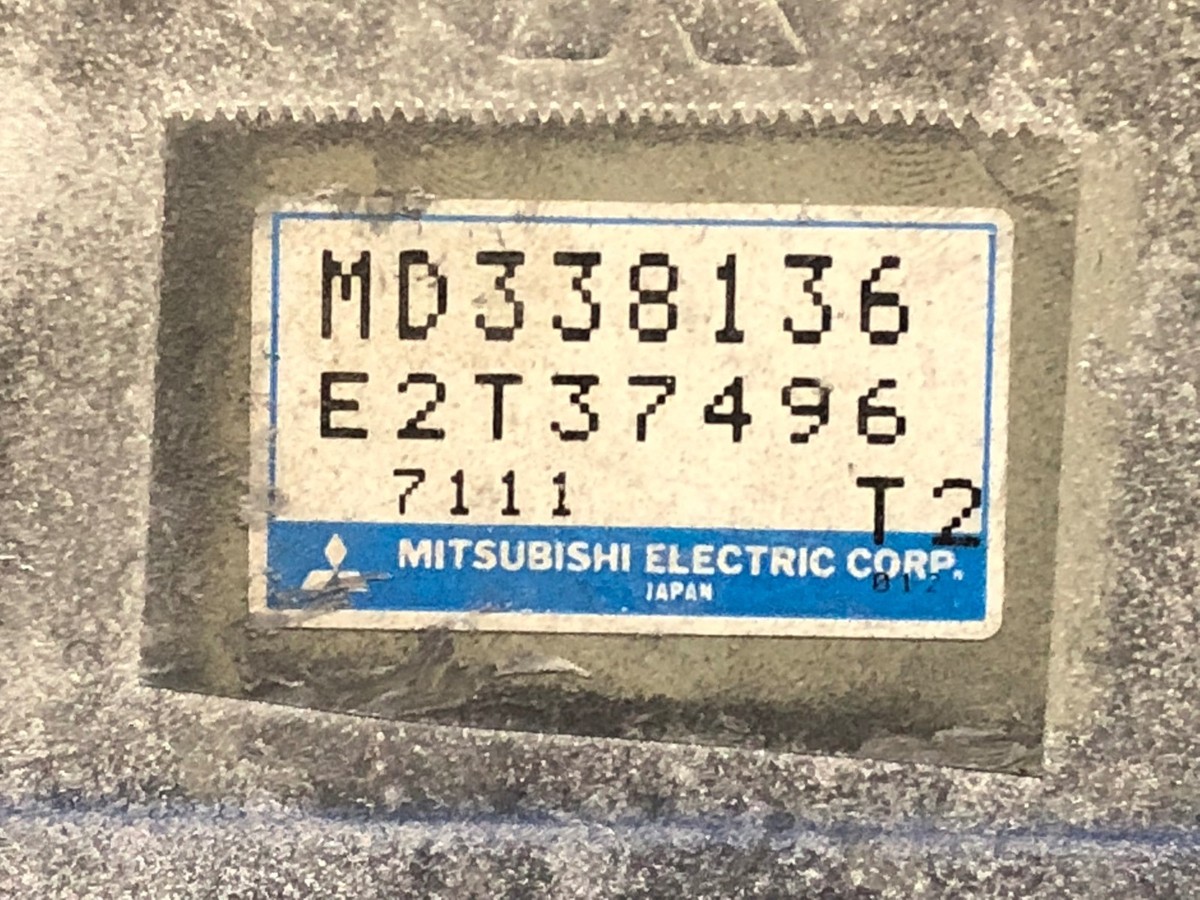 MD338136
E2T37496
7111 T2
MITSUBISHI ELECTRIC CORP.
012
JAPAN